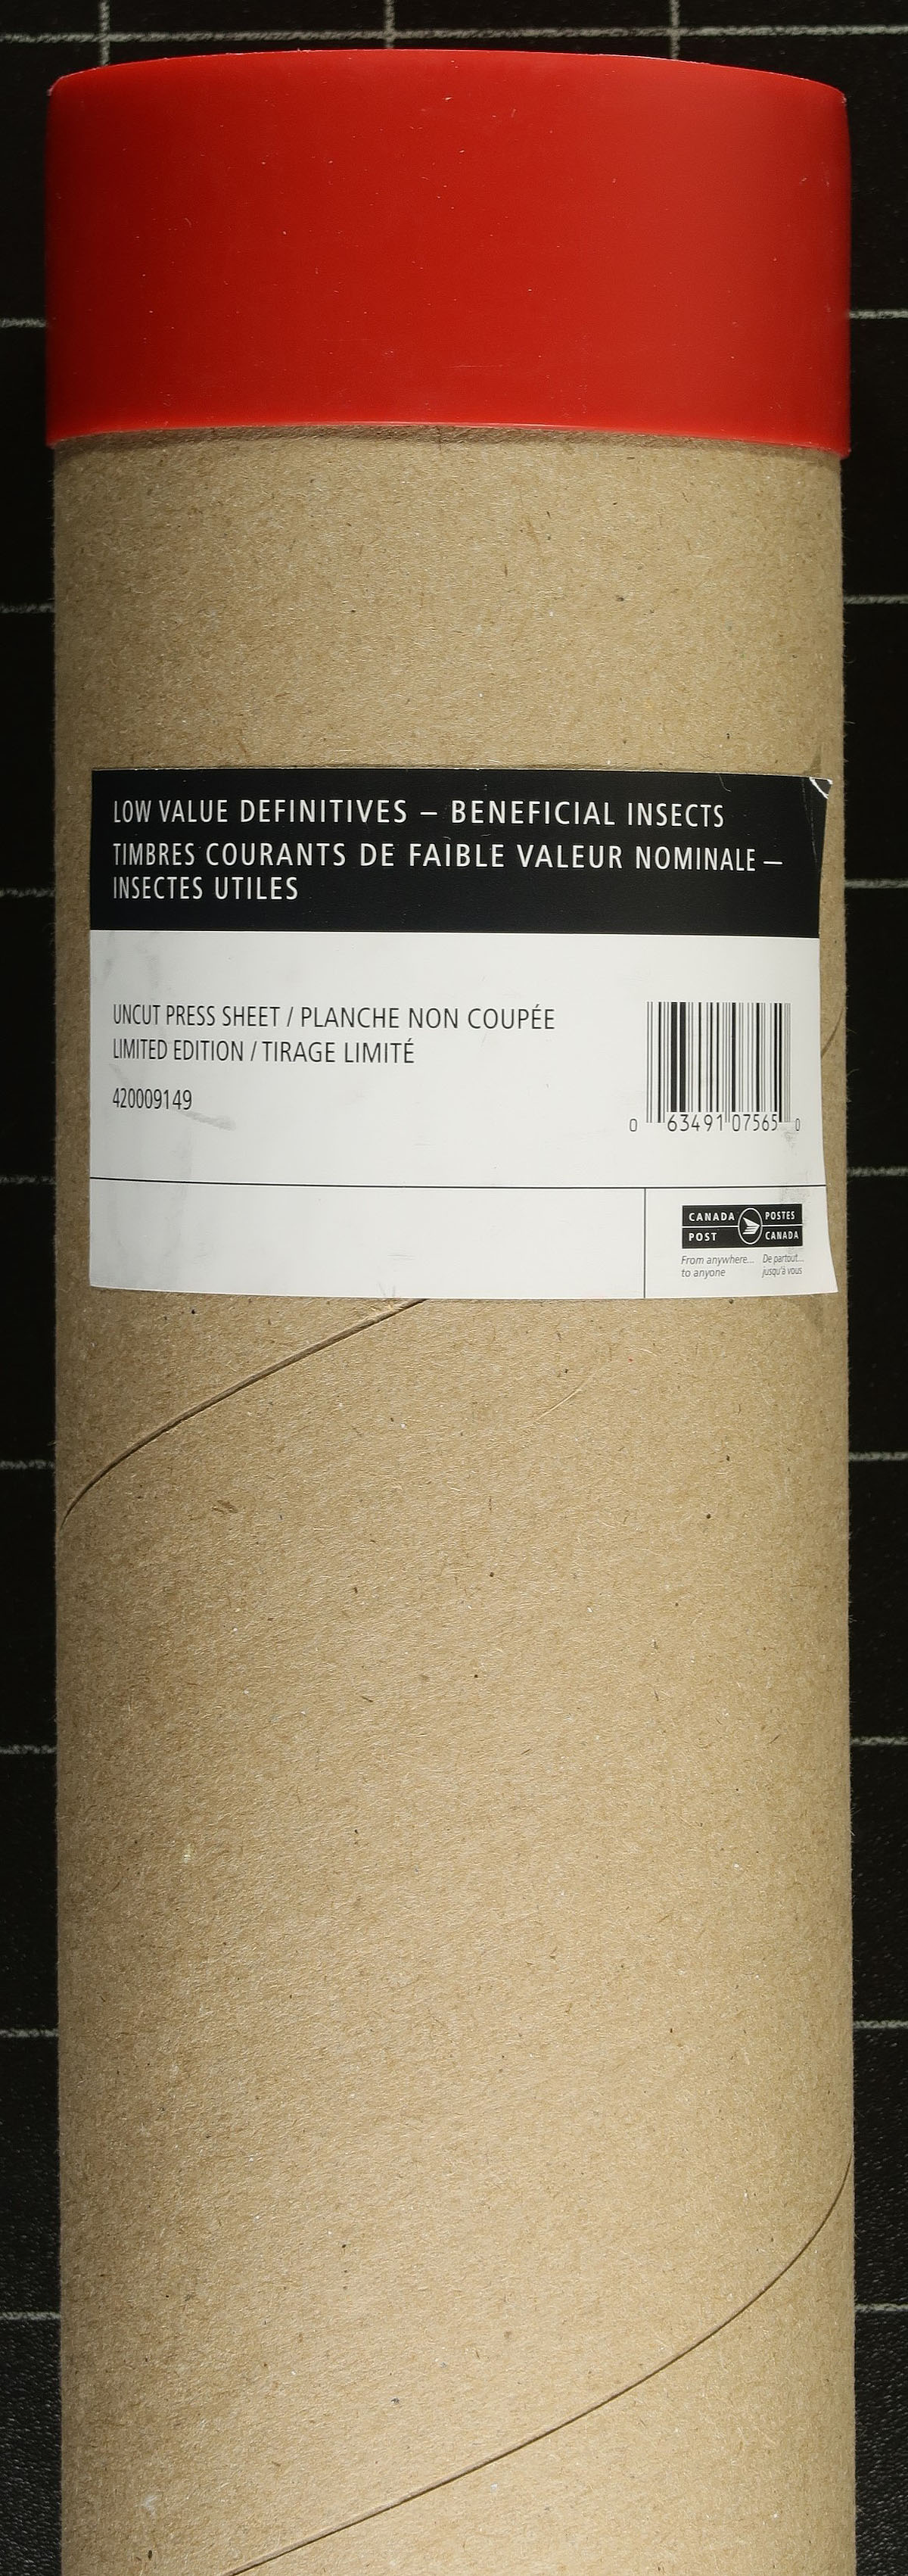 LOW VALUE DEFINITIVES – BENEFICIAL INSECTS
TIMBRES COURANTS DE FAIBLE VALEUR NOMINALE –
INSECTES UTILES
UNCUT PRESS SHEET / PLANCHE NON COUPÉE
LIMITED EDITION / TIRAGE LIMITÉ
420009149
0 63491 07565 0
CANADA POSTES
POST CANADA
From anywhere... De partout...
to anyone jusqu'à vous